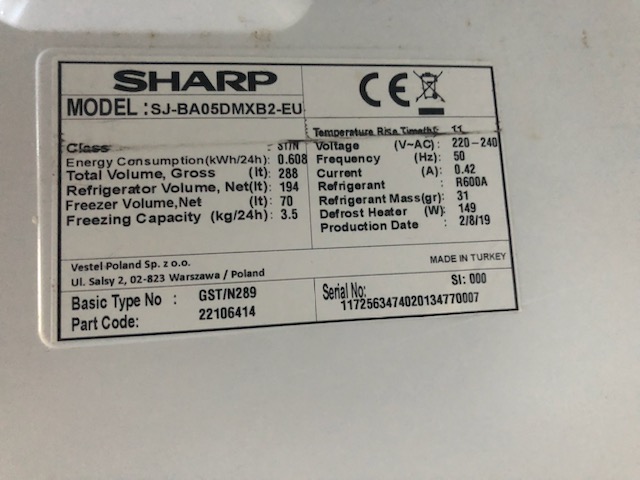 SHARP
CE
MODEL : SJ-BA05DMXB2-EU
Class : ST/N
Energy Consumption(kWh/24h): 0.608
Total Volume, Gross (lt): 288
Refrigerator Volume, Net(lt): 194
Freezer Volume,Net (lt): 70
Freezing Capacity (kg/24h): 3.5
Temperature Rise
Voltage (V~AC): 220-240
Frequency (Hz): 50
Current (A): 0.42
Refrigerant : R600A
Refrigerant Mass(gr): 31
Defrost Heater (W): 149
Production Date : 2/8/19
Vestel Poland Sp. z o.o.
Ul. Salsy 2, 02-823 Warszawa / Poland
MADE IN TURKEY
Basic Type No : GST/N289
Part Code: 22106414
SI: 000
Serial No:
1172563474020134770007